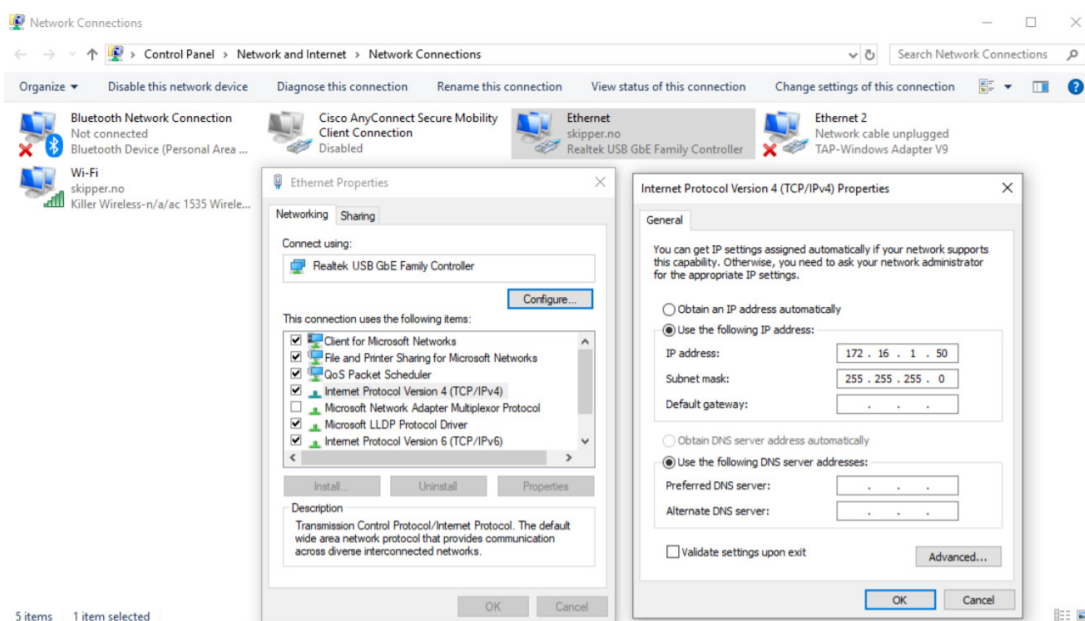 Network Connections
Control Panel > Network and Internet > Network Connections
Search Network Connections
Organize
Disable this network device
Diagnose this connection
Rename this connection
View status of this connection
Change settings of this connection
Bluetooth Network Connection
Not connected
Bluetooth Device (Personal Area ...
Cisco AnyConnect Secure Mobility
Client Connection
Disabled
Ethernet
skipper.no
Realtek USB GbE Family Controller
Ethernet 2
Network cable unplugged
TAP-Windows Adapter V9
Wi-Fi
skipper.no
Killer Wireless-n/a/ac 1535 Wirele...
Ethernet Properties
Networking
Sharing
Connect using:
Realtek USB GbE Family Controller
Configure...
This connection uses the following items:
Client for Microsoft Networks
File and Printer Sharing for Microsoft Networks
QoS Packet Scheduler
Internet Protocol Version 4 (TCP/IPv4)
Microsoft Network Adapter Multiplexor Protocol
Microsoft LLDP Protocol Driver
Internet Protocol Version 6 (TCP/IPv6)
Install...
Uninstall
Properties
Description
Transmission Control Protocol/Internet Protocol. The default
wide area network protocol that provides communication
across diverse interconnected networks.
OK
Cancel
Internet Protocol Version 4 (TCP/IPv4) Properties
General
You can get IP settings assigned automatically if your network supports
this capability. Otherwise, you need to ask your network administrator
for the appropriate IP settings.
Obtain an IP address automatically
Use the following IP address:
IP address: 172 . 16 . 1 . 50
Subnet mask: 255 . 255 . 255 . 0
Default gateway: . . .
Obtain DNS server address automatically
Use the following DNS server addresses:
Preferred DNS server: . . .
Alternate DNS server: . . .
Validate settings upon exit
Advanced...
OK
Cancel
5 items
1 item selected